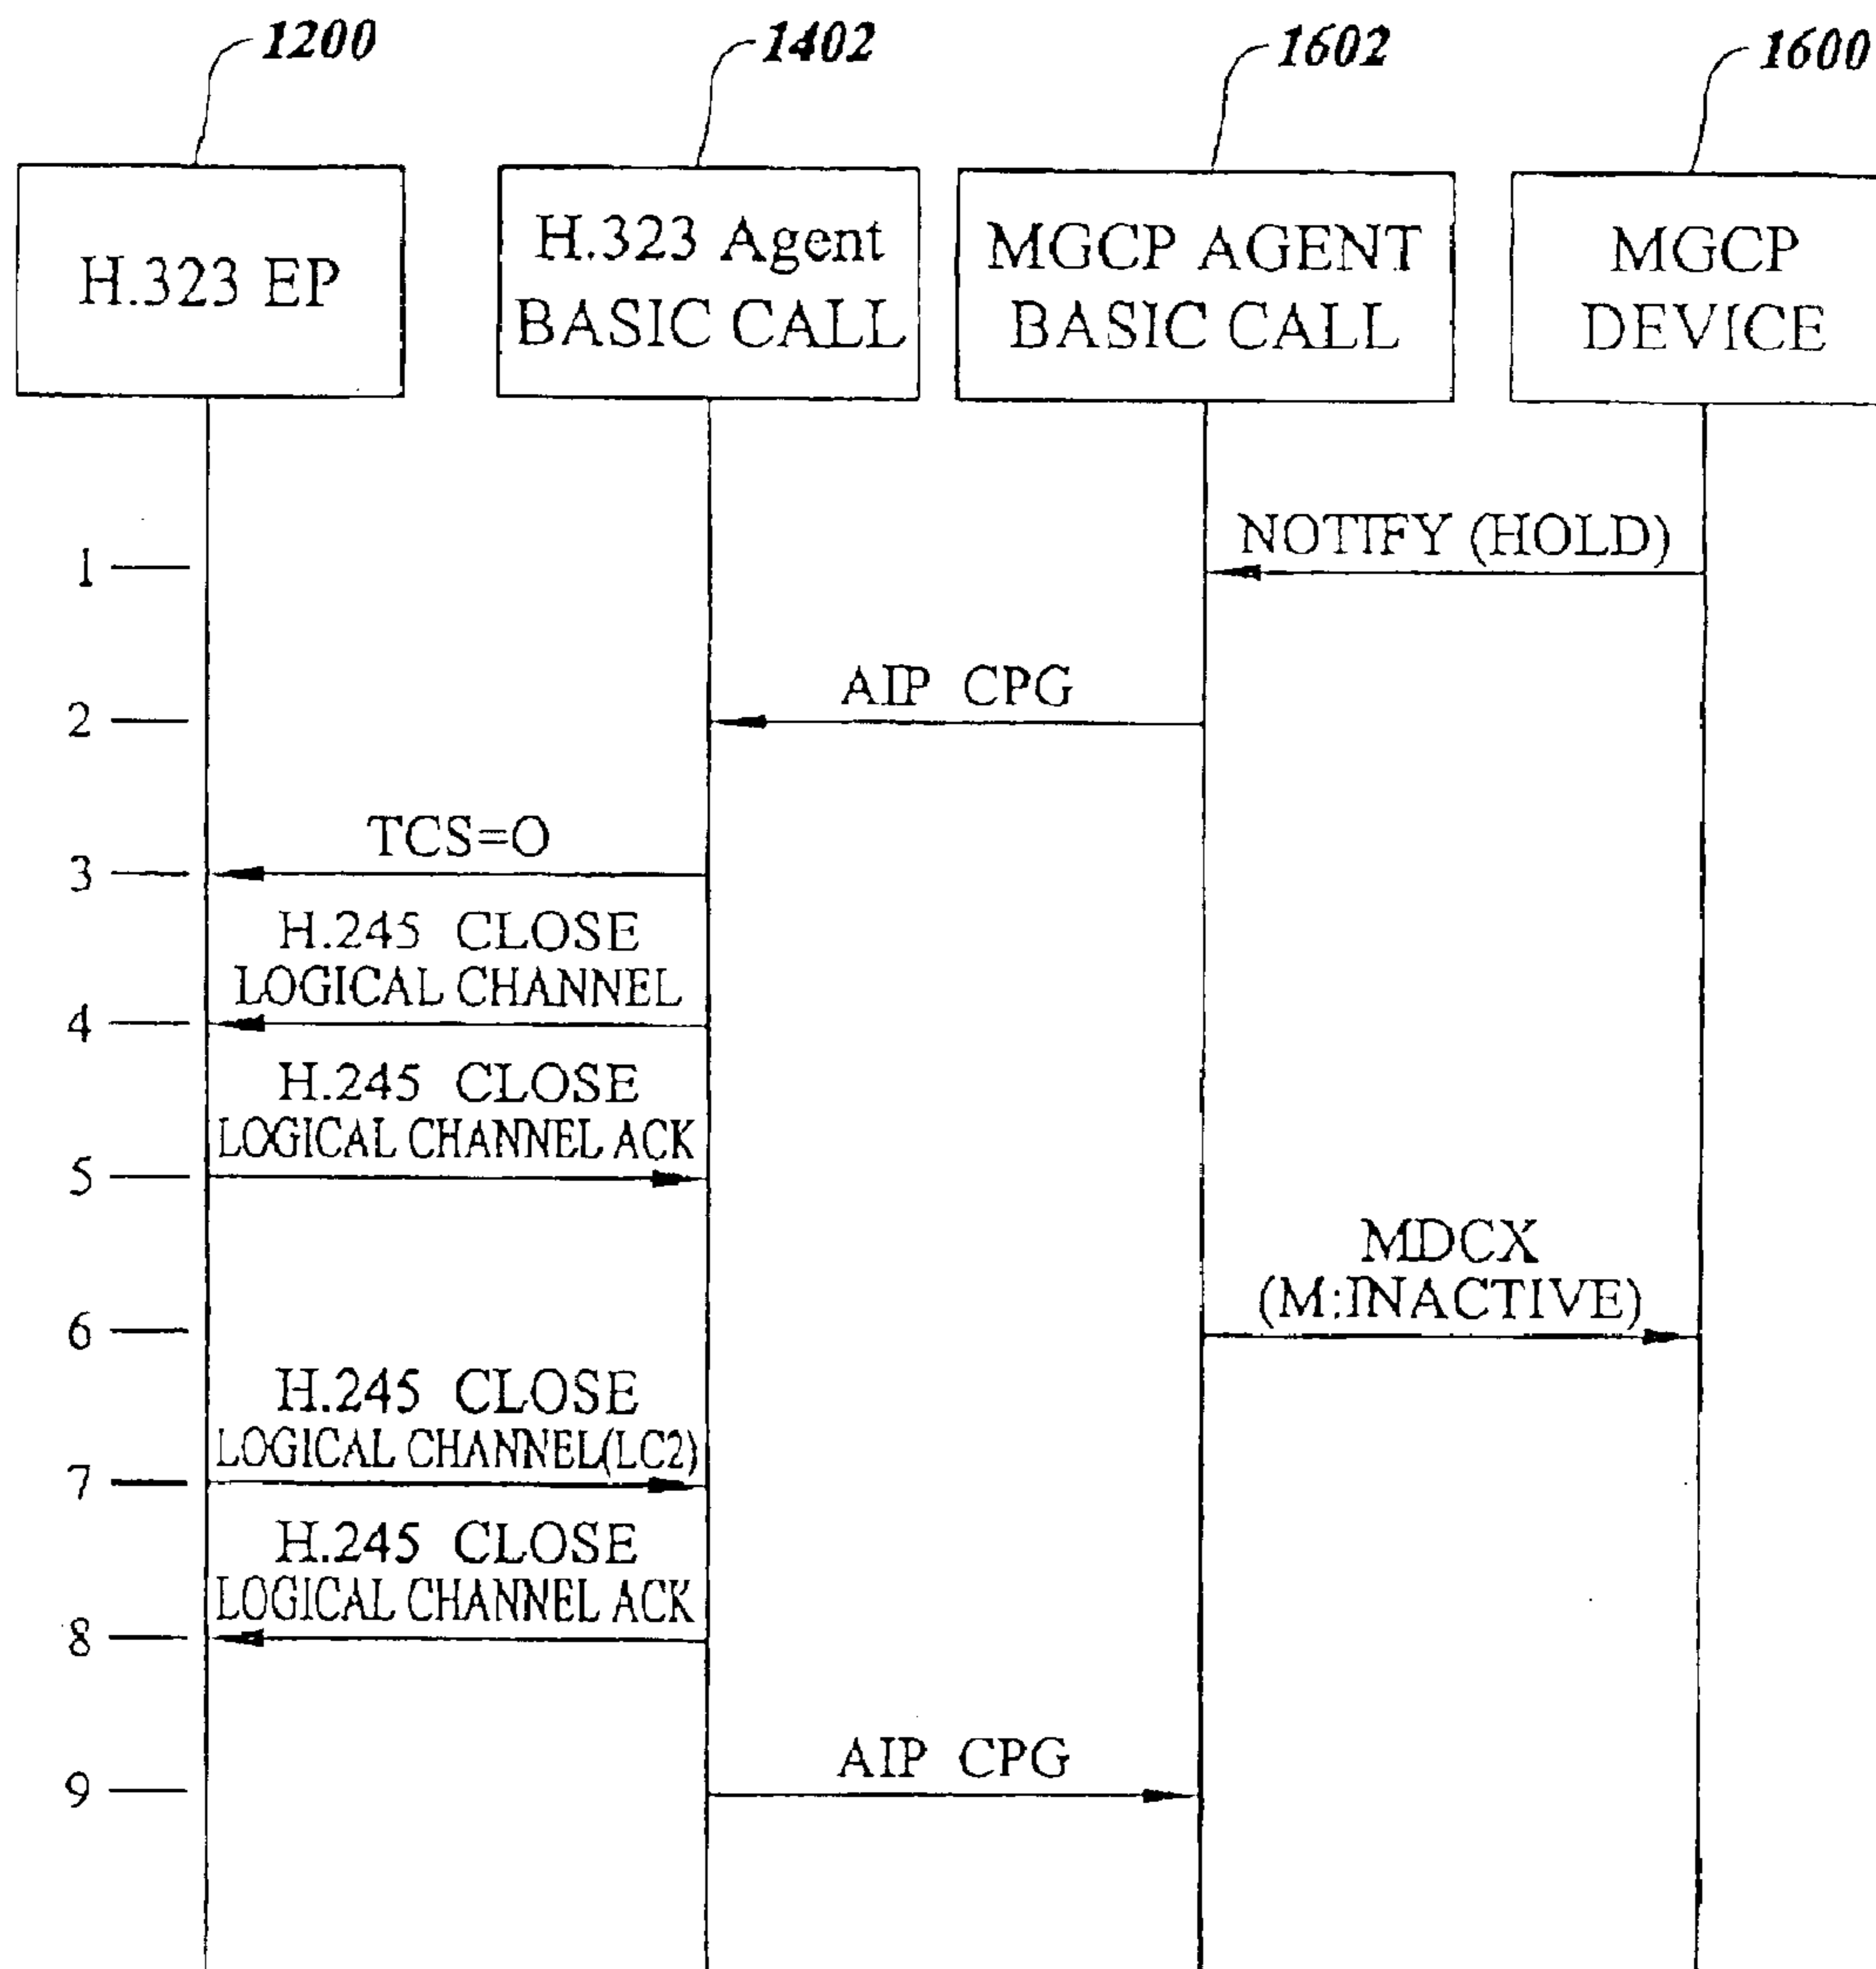 1200
1402
1602
1600
H.323 EP
H.323 Agent
BASIC CALL
MGCP AGENT
BASIC CALL
MGCP
DEVICE
NOTIFY (HOLD)
1
AIP CPG
2
TCS=O
3
H.245 CLOSE
LOGICAL CHANNEL
4
H.245 CLOSE
LOGICAL CHANNEL ACK
5
MDCX
(M:INACTIVE)
6
H.245 CLOSE
LOGICAL CHANNEL(LC2)
7
H.245 CLOSE
LOGICAL CHANNEL ACK
8
AIP CPG
9